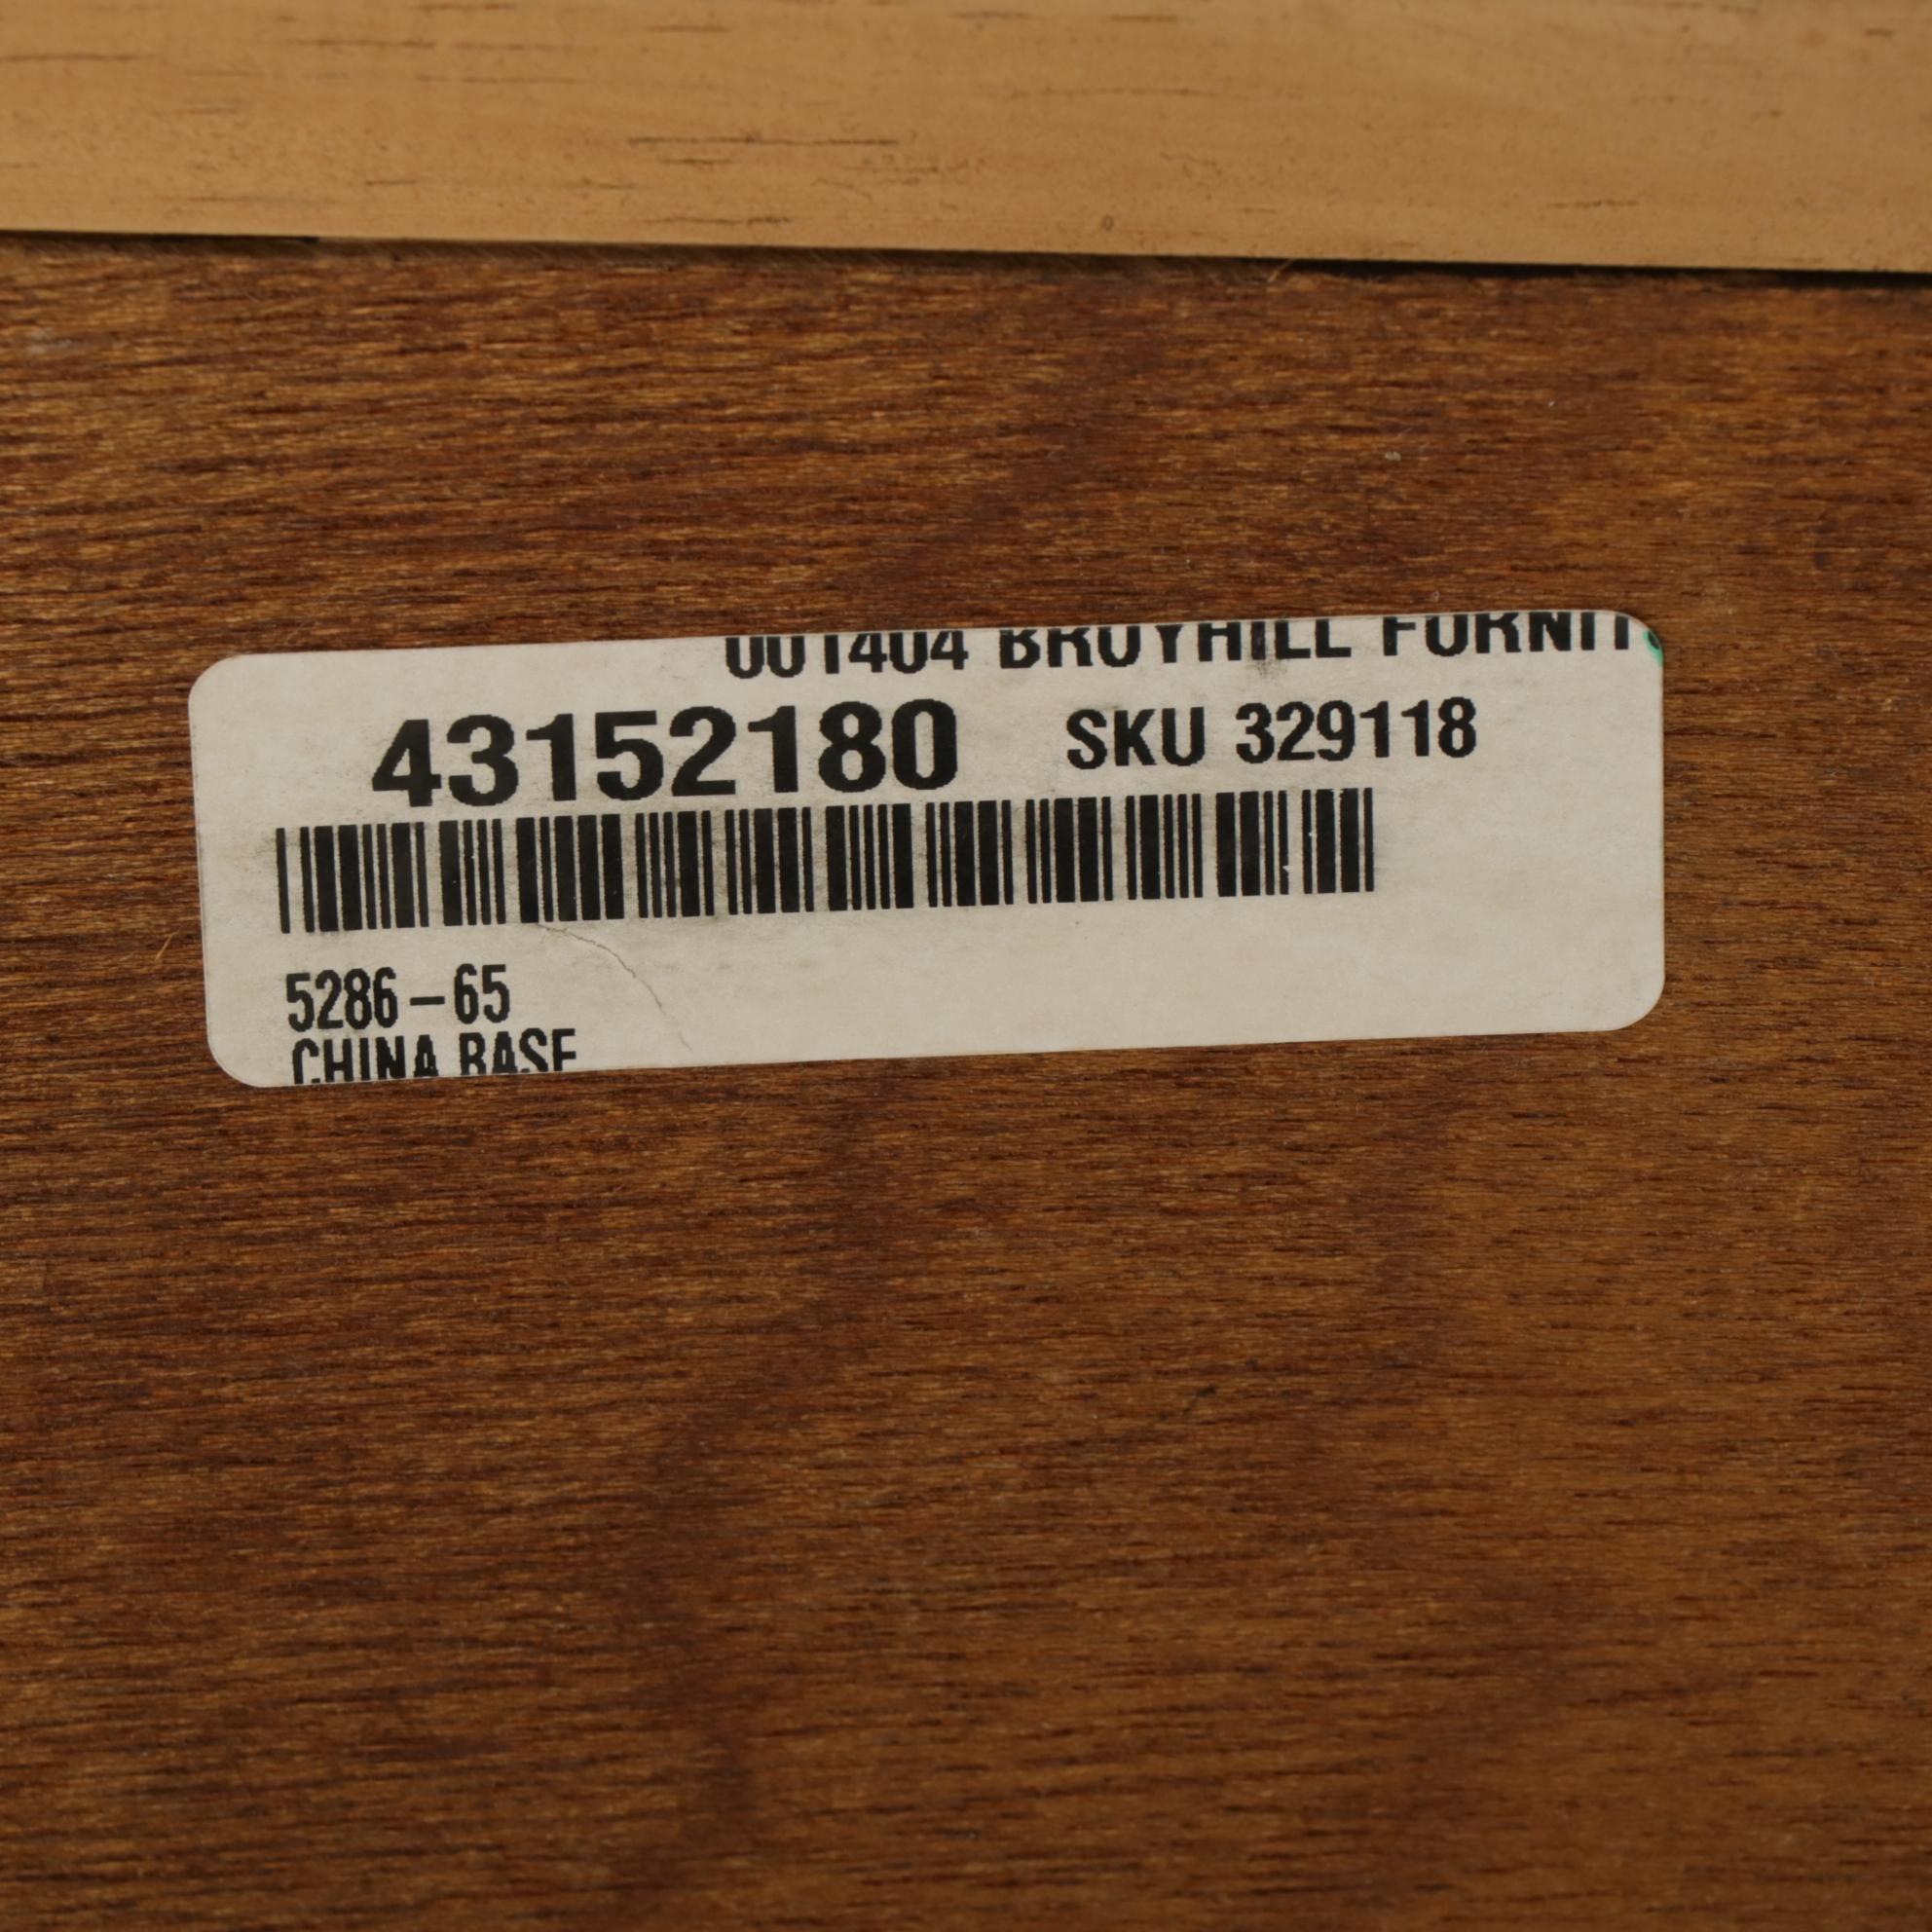 001404 BROYHILL FURNIT
43152180 SKU 329118
5286-65
CHINA BASE